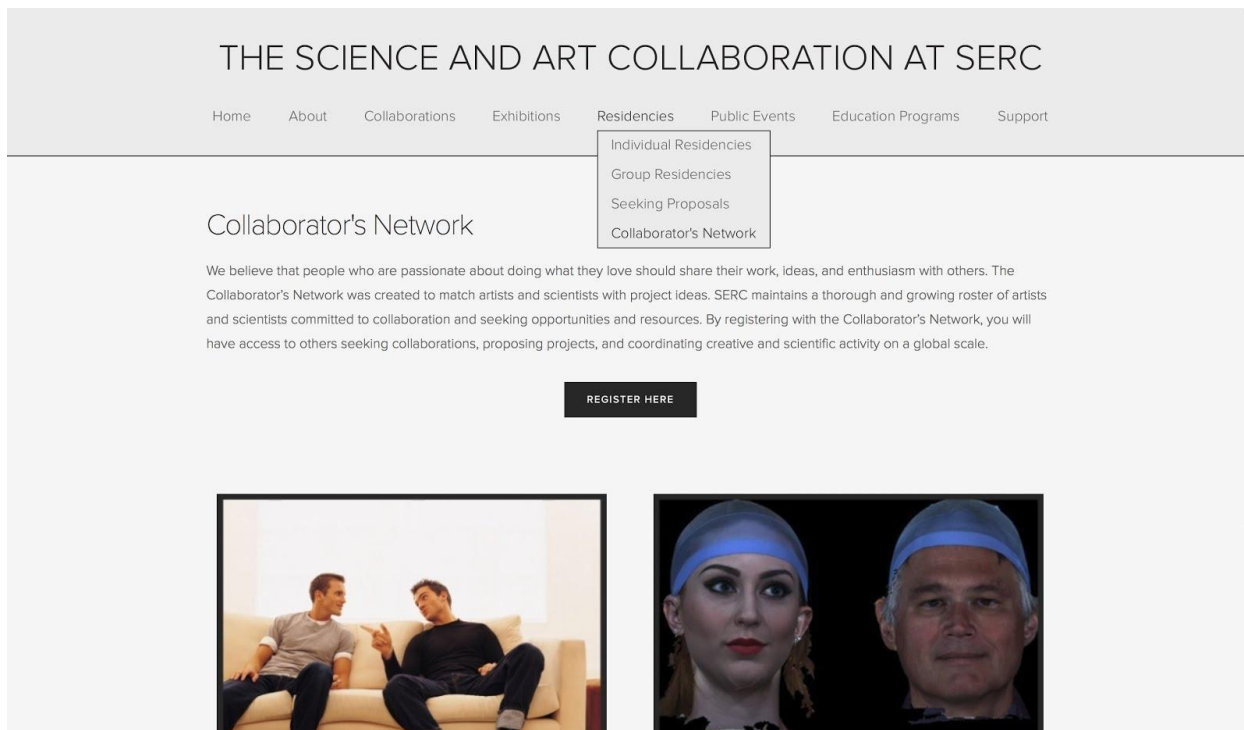 THE SCIENCE AND ART COLLABORATION AT SERC
Home About Collaborations Exhibitions Residencies Public Events Education Programs Support
Individual Residencies
Group Residencies
Seeking Proposals
Collaborator's Network
Collaborator's Network
We believe that people who are passionate about doing what they love should share their work, ideas, and enthusiasm with others. The
Collaborator's Network was created to match artists and scientists with project ideas. SERC maintains a thorough and growing roster of artists
and scientists committed to collaboration and seeking opportunities and resources. By registering with the Collaborator's Network, you will
have access to others seeking collaborations, proposing projects, and coordinating creative and scientific activity on a global scale.
REGISTER HERE